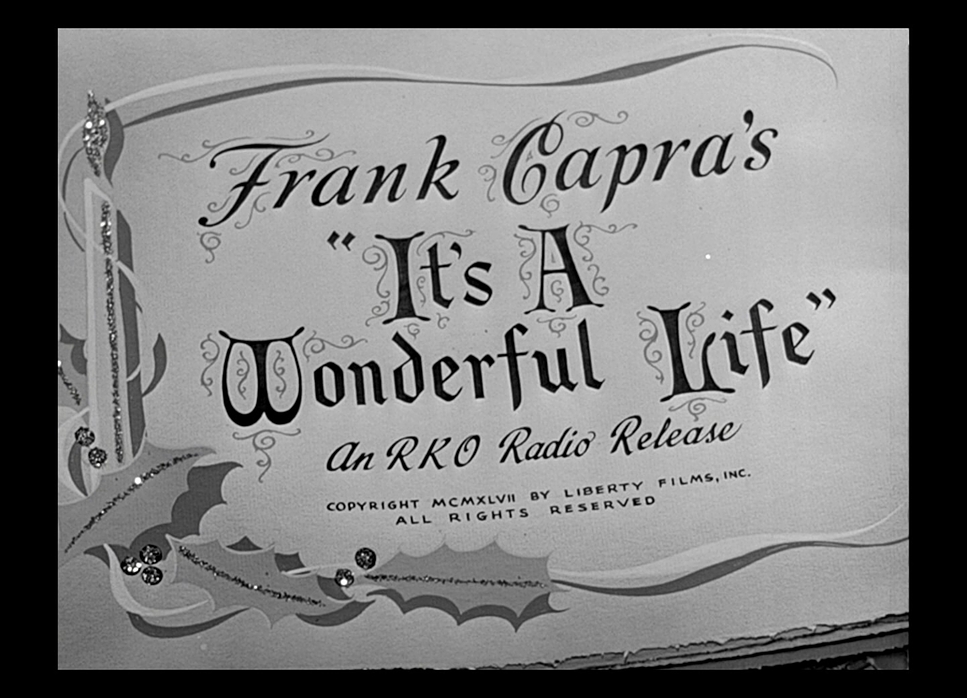 Frank Capra's
"It's A
Wonderful Life"
An RKO Radio Release
COPYRIGHT MCMXLVII BY LIBERTY FILMS, INC.
ALL RIGHTS RESERVED